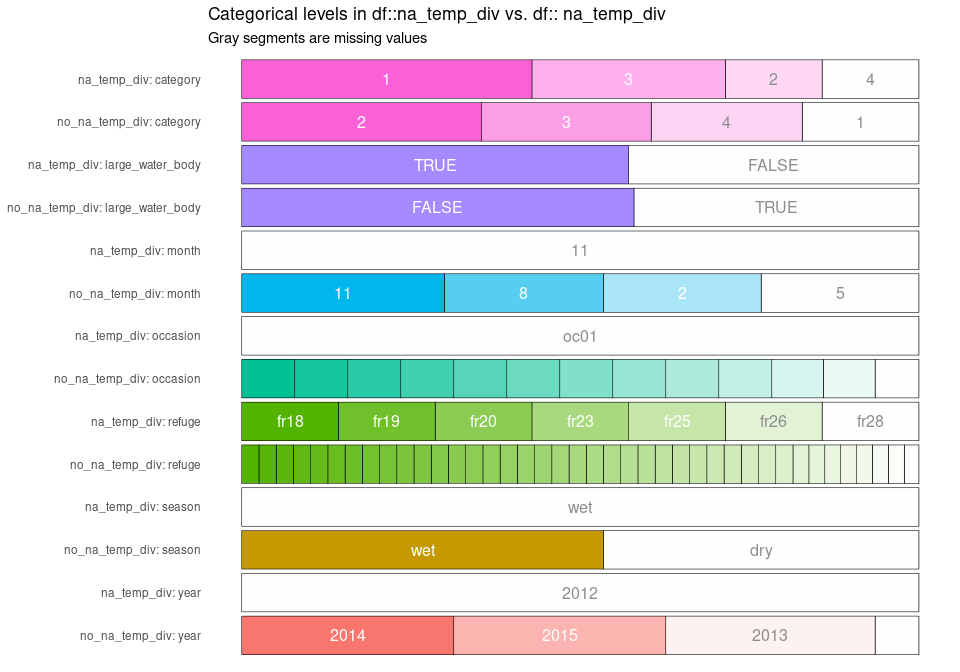 Categorical levels in df::na_temp_div vs. df:: na_temp_div
Gray segments are missing values
na_temp_div: category 1 3 2 4
no_na_temp_div: category 2 3 4 1
na_temp_div: large_water_body TRUE FALSE
no_na_temp_div: large_water_body FALSE TRUE
na_temp_div: month 11
no_na_temp_div: month 11 8 2 5
na_temp_div: occasion oc01
no_na_temp_div: occasion
na_temp_div: refuge fr18 fr19 fr20 fr23 fr25 fr26 fr28
no_na_temp_div: refuge
na_temp_div: season wet
no_na_temp_div: season wet dry
na_temp_div: year 2012
no_na_temp_div: year 2014 2015 2013